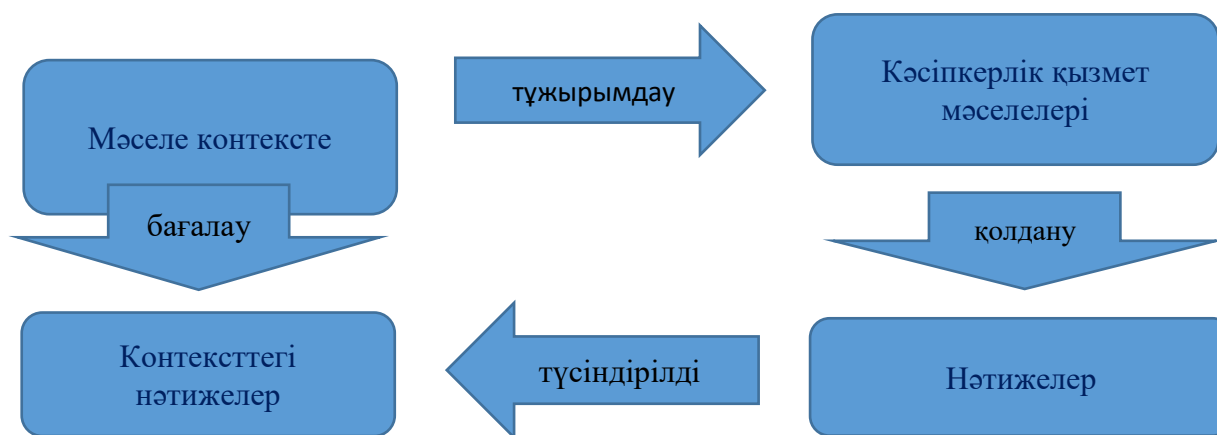 Мәселе контексте
тұжырымдау
Кәсіпкерлік қызмет
мәселелері
бағалау
қолдану
Контексттегі
нәтижелер
түсіндірілді
Нәтижелер